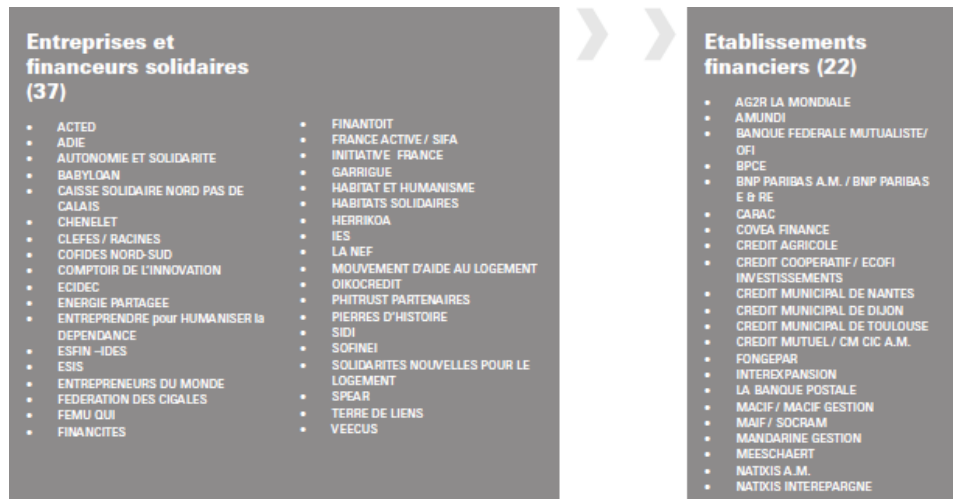 Entreprises et
financeurs solidaires
(37)
• ACTED
• ADIE
• AUTONOMIE ET SOLIDARITE
• BABYLOAN
• CAISSE SOLIDAIRE NORD PAS DE
CALAIS
• CHENELET
• CLEFES / RACINES
• COFIDES NORD-SUD
• COMPTOIR DE L'INNOVATION
• ECIDEC
• ENERGIE PARTAGEE
• ENTREPRENDRE pour HUMANISER la
DEPENDANCE
• ESFIN –IDES
• ESIS
• ENTREPRENEURS DU MONDE
• FEDERATION DES CIGALES
• FEMU QUI
• FINANCITES
• FINANTOIT
• FRANCE ACTIVE / SIFA
• INITIATIVE FRANCE
• GARRIGUE
• HABITAT ET HUMANISME
• HABITATS SOLIDAIRES
• HERRIKOA
• IES
• LA NEF
• MOUVEMENT D'AIDE AU LOGEMENT
• OIKOCREDIT
• PHITRUST PARTENAIRES
• PIERRES D'HISTOIRE
• SIDI
• SOFINEI
• SOLIDARITES NOUVELLES POUR LE
LOGEMENT
• SPEAR
• TERRE DE LIENS
• VEECUS
Etablissements
financiers (22)
• AG2R LA MONDIALE
• AMUNDI
• BANQUE FEDERALE MUTUALISTE/
OFI
• BPCE
• BNP PARIBAS A.M. / BNP PARIBAS
E & RE
• CARAC
• COVEA FINANCE
• CREDIT AGRICOLE
• CREDIT COOPERATIF / ECOFI
INVESTISSEMENTS
• CREDIT MUNICIPAL DE NANTES
• CREDIT MUNICIPAL DE DIJON
• CREDIT MUNICIPAL DE TOULOUSE
• CREDIT MUTUEL / CM CIC A.M.
• FONGEPAR
• INTEREXPANSION
• LA BANQUE POSTALE
• MACIF / MACIF GESTION
• MAIF / SOCRAM
• MANDARINE GESTION
• MEESCHAERT
• NATIXIS A.M.
• NATIXIS INTEREPARGNE